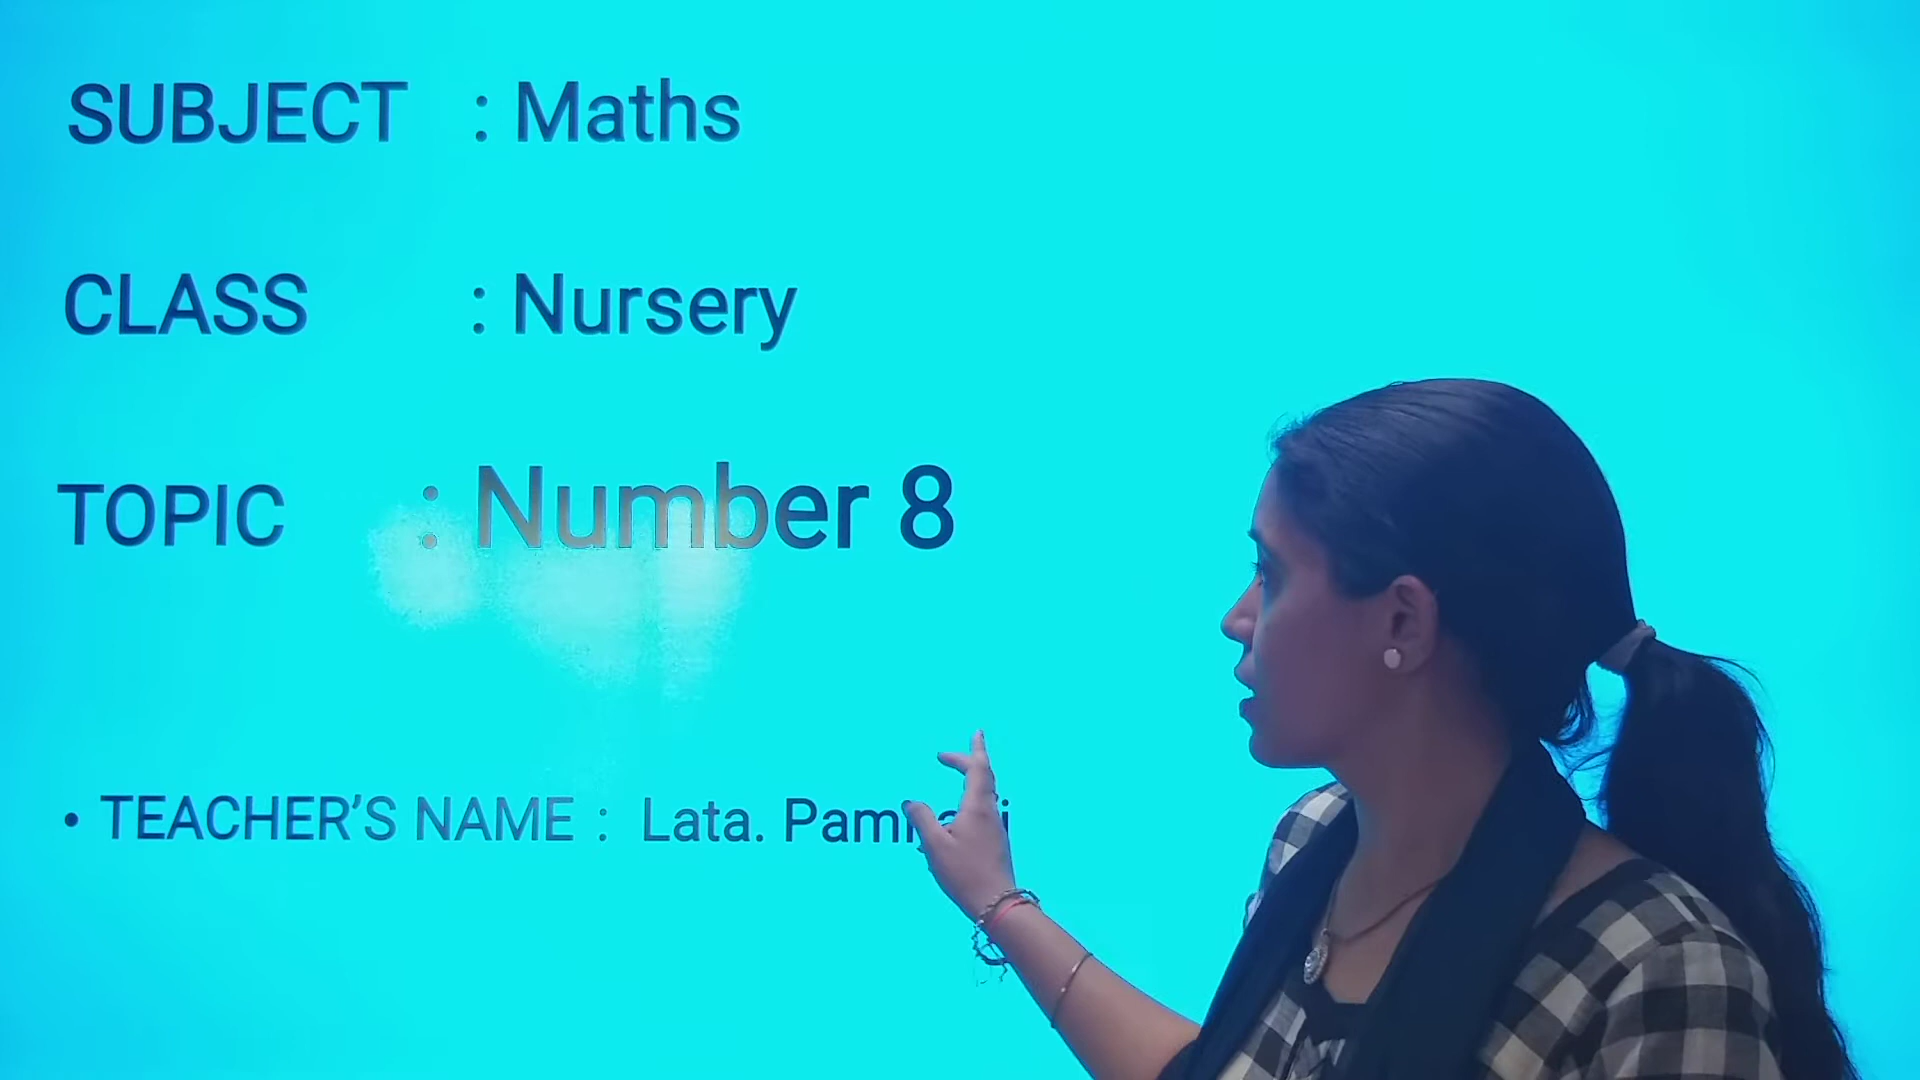 SUBJECT : Maths
CLASS : Nursery
TOPIC : Number 8
• TEACHER’S NAME : Lata.